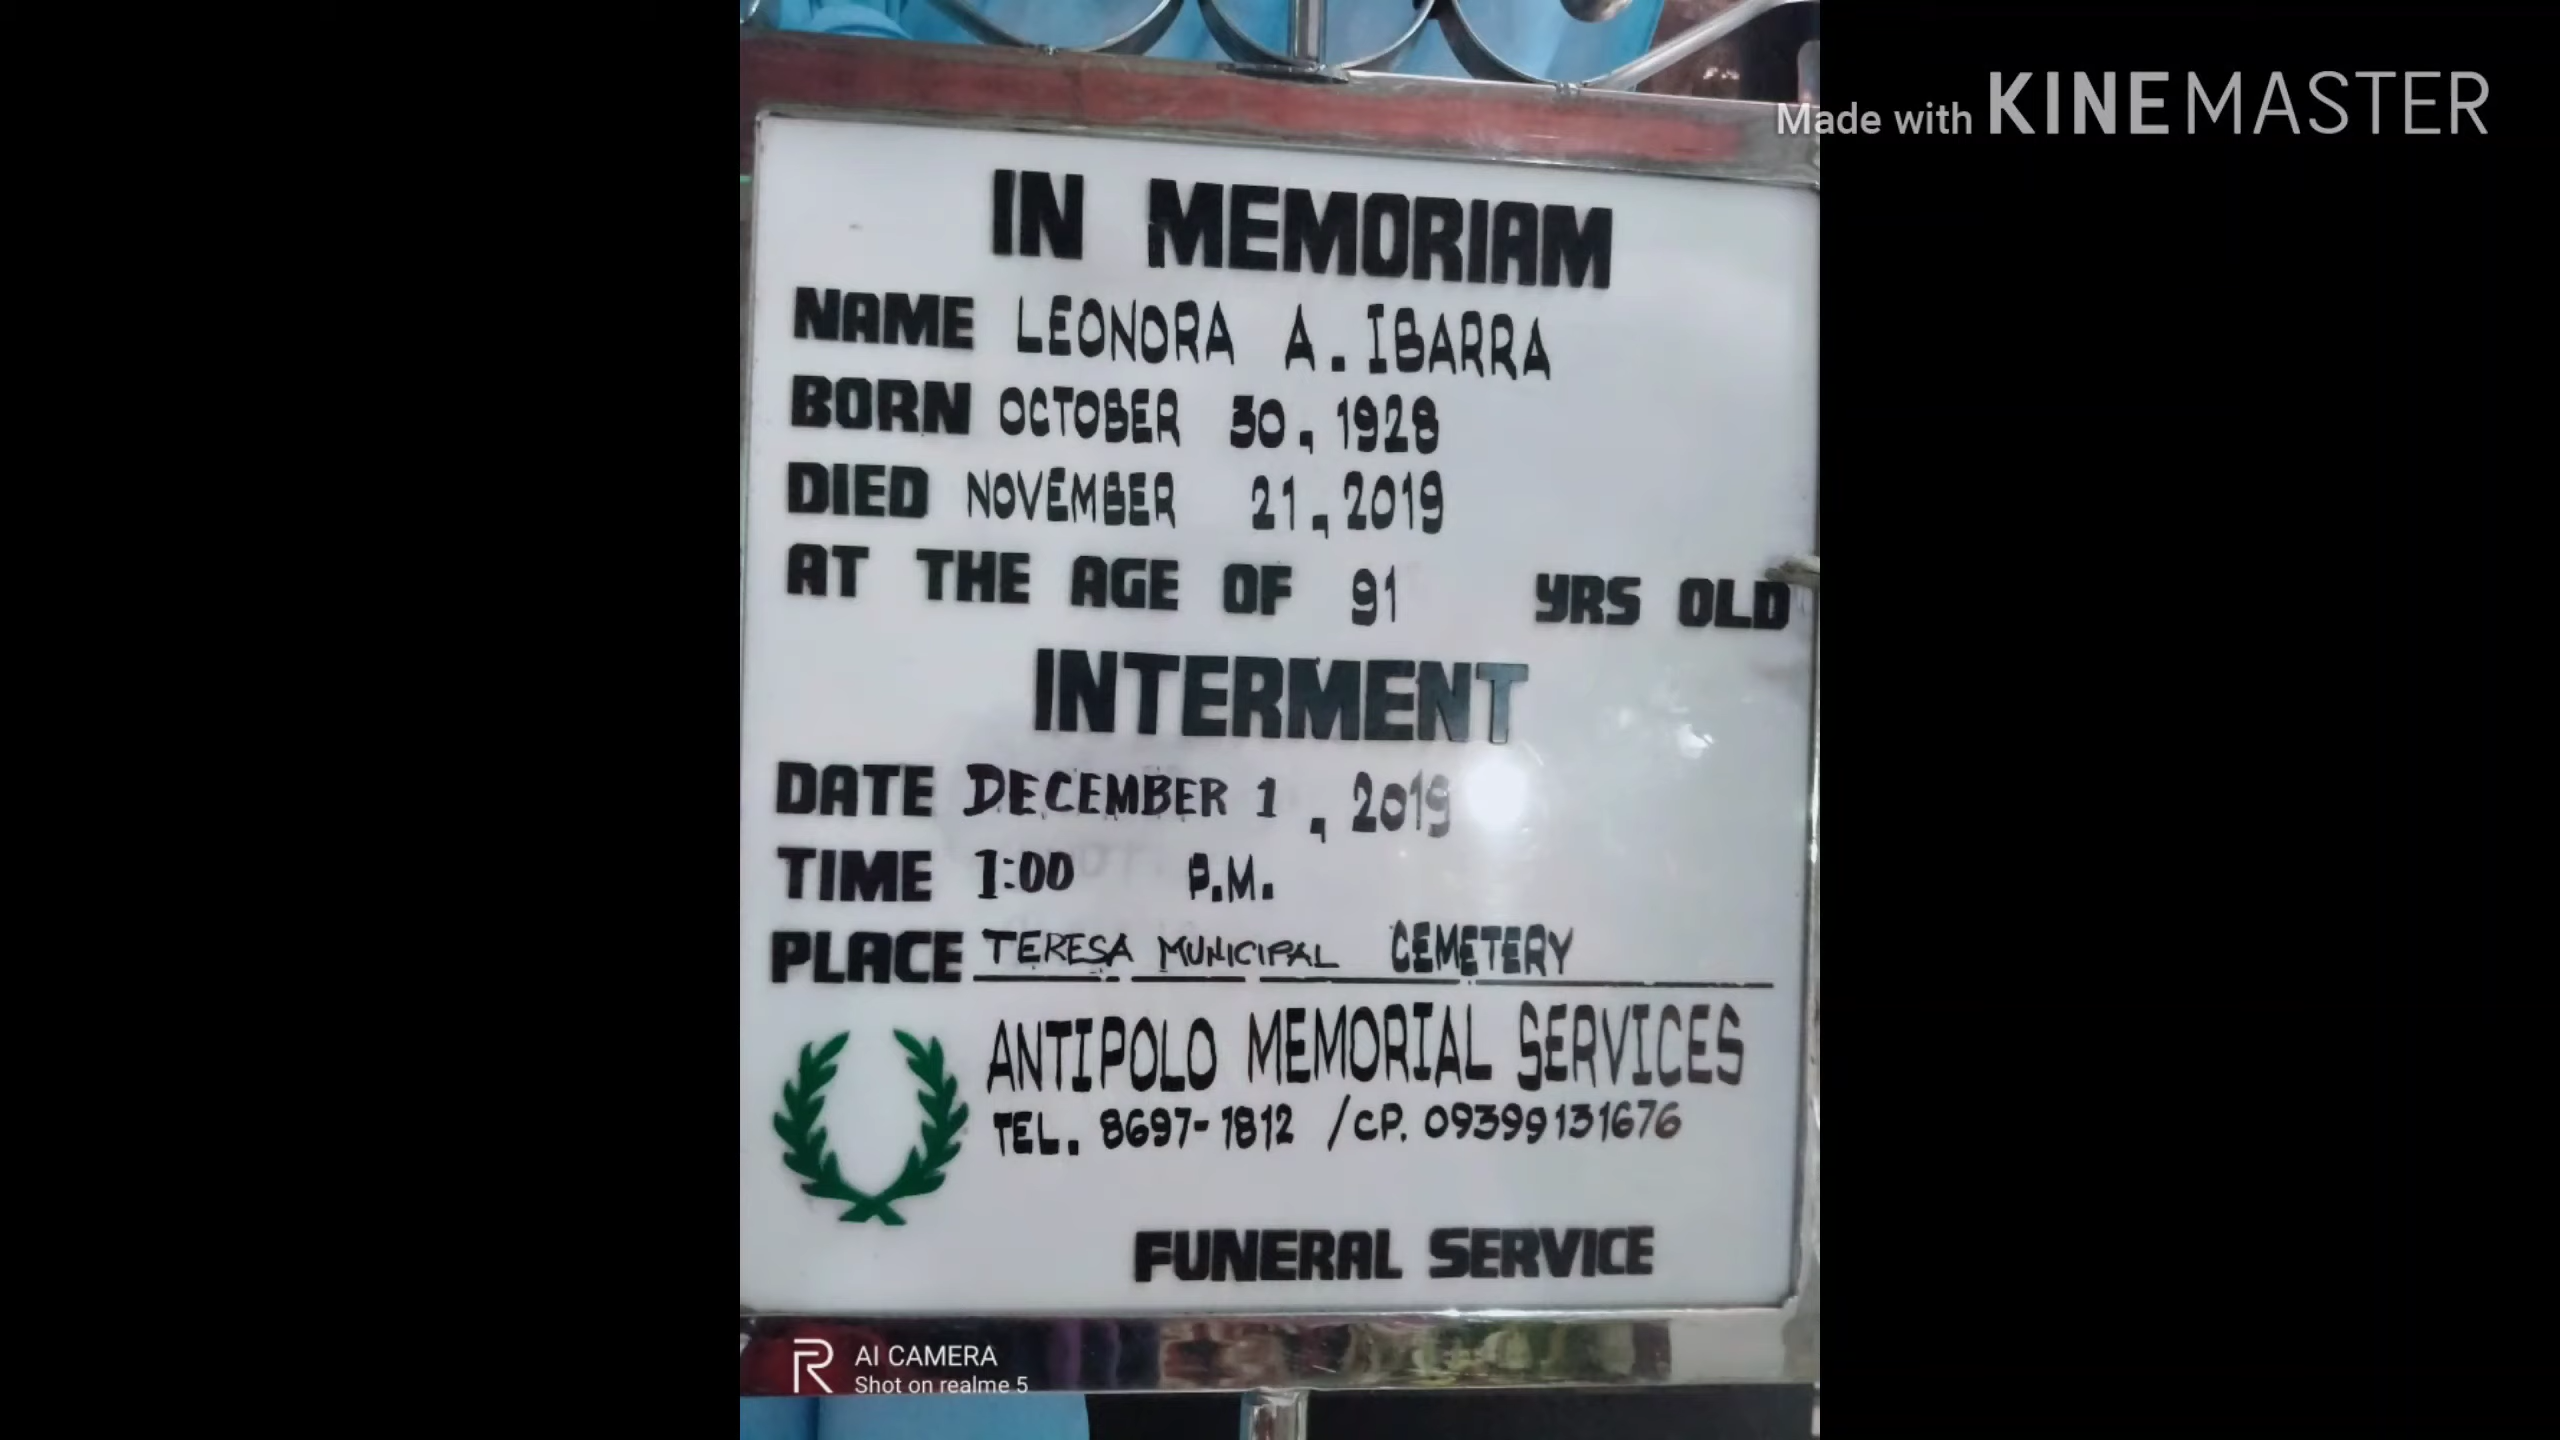 Made with KINEMASTER
IN MEMORIAM
NAME LEONORA A. IBARRA
BORN OCTOBER 30, 1928
DIED NOVEMBER 21, 2019
AT THE AGE OF 91 YRS OLD
INTERMENT
DATE DECEMBER 1, 2019
TIME 1:00 P.M.
PLACE TERESA MUNICIPAL CEMETERY
ANTIPOLO MEMORIAL SERVICES
TEL. 8697-1812 /CP. 09399131676
FUNERAL SERVICE
AI CAMERA
Shot on realme 5